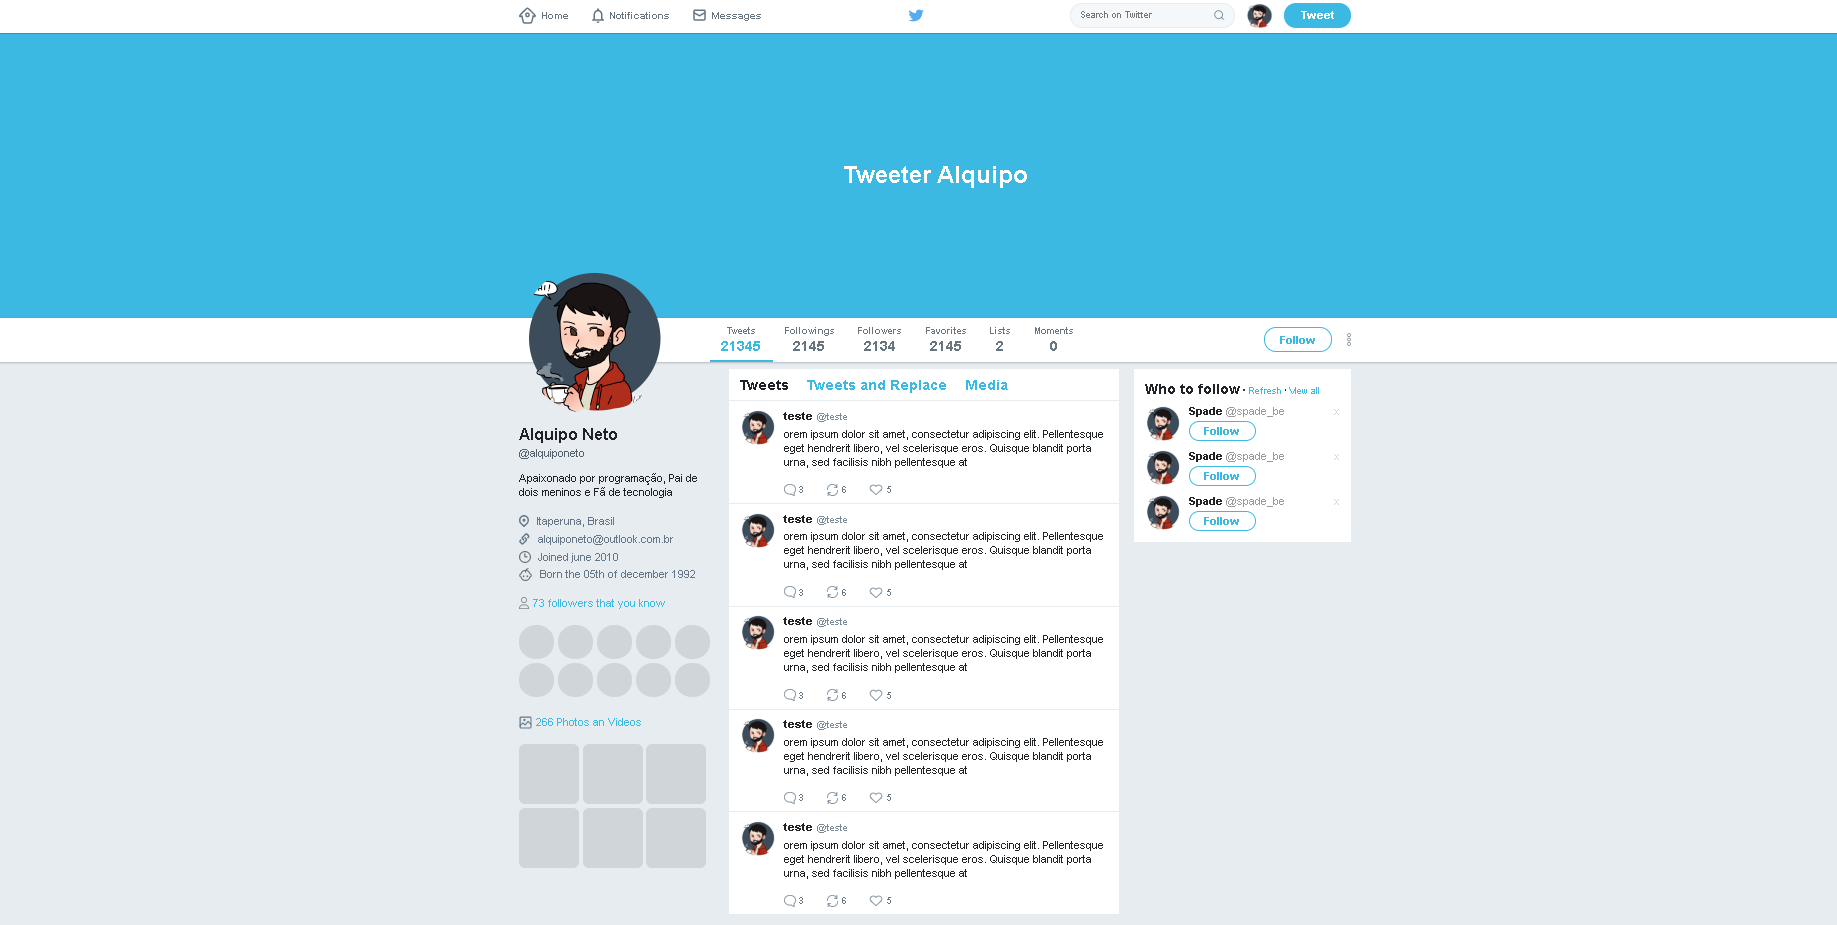 Home Notifications Messages Search on Twitter Tweet
Tweeter Alquipo
HI!
Tweets Followings Followers Favorites Lists Moments
21345 2145 2134 2145 2 0
Follow
Alquipo Neto
@alquiponeto
Apaixonado por programação, Pai de
dois meninos e Fã de tecnologia
Itaperuna, Brasil
alquiponeto@outlook.com.br
Joined june 2010
Born the 05th of december 1992
73 followers that you know
266 Photos an Videos
Tweets Tweets and Replace Media
teste @teste
orem ipsum dolor sit amet, consectetur adipiscing elit. Pellentesque
eget hendrerit libero, vel scelerisque eros. Quisque blandit porta
urna, sed facilisis nibh pellentesque at
3 6 5
teste @teste
orem ipsum dolor sit amet, consectetur adipiscing elit. Pellentesque
eget hendrerit libero, vel scelerisque eros. Quisque blandit porta
urna, sed facilisis nibh pellentesque at
3 6 5
teste @teste
orem ipsum dolor sit amet, consectetur adipiscing elit. Pellentesque
eget hendrerit libero, vel scelerisque eros. Quisque blandit porta
urna, sed facilisis nibh pellentesque at
3 6 5
teste @teste
orem ipsum dolor sit amet, consectetur adipiscing elit. Pellentesque
eget hendrerit libero, vel scelerisque eros. Quisque blandit porta
urna, sed facilisis nibh pellentesque at
3 6 5
teste @teste
orem ipsum dolor sit amet, consectetur adipiscing elit. Pellentesque
eget hendrerit libero, vel scelerisque eros. Quisque blandit porta
urna, sed facilisis nibh pellentesque at
3 6 5
Who to follow · Refresh · View all
Spade @spade_be x
Follow
Spade @spade_be x
Follow
Spade @spade_be x
Follow